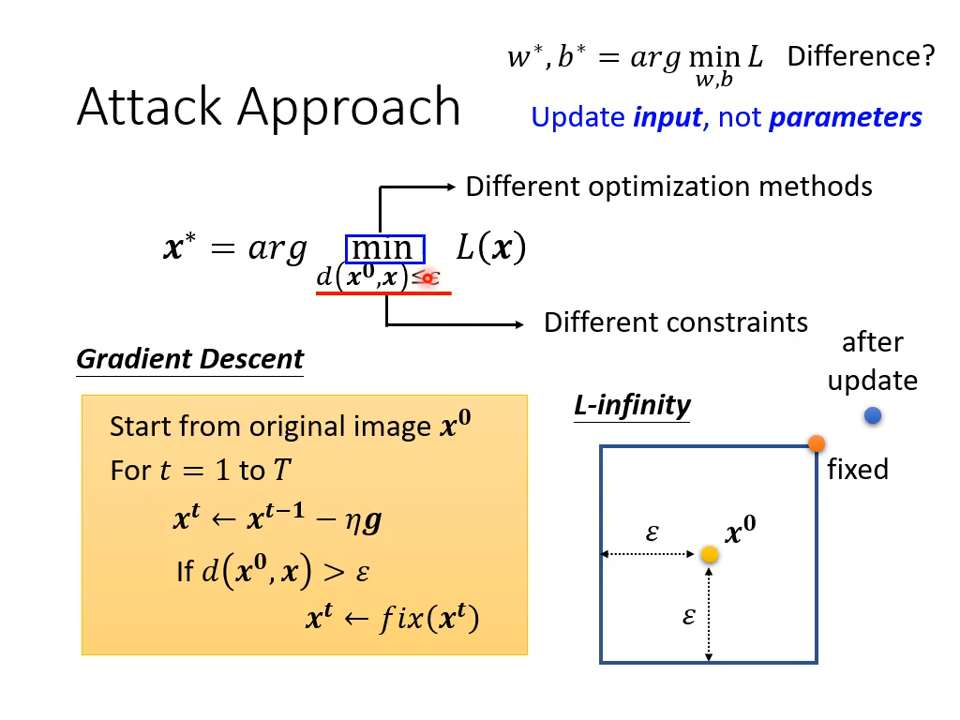 w*, b* = arg min L  Difference?
w,b
Attack Approach
Update input, not parameters
Different optimization methods
x* = arg min L(x)
d(x⁰,x)≤ε
Different constraints
Gradient Descent
Start from original image x⁰
For t = 1 to T
xᵗ ← xᵗ⁻¹ − ηg
If d(x⁰, x) > ε
xᵗ ← fix(xᵗ)
after
update
L-infinity
fixed
ε
x⁰
ε